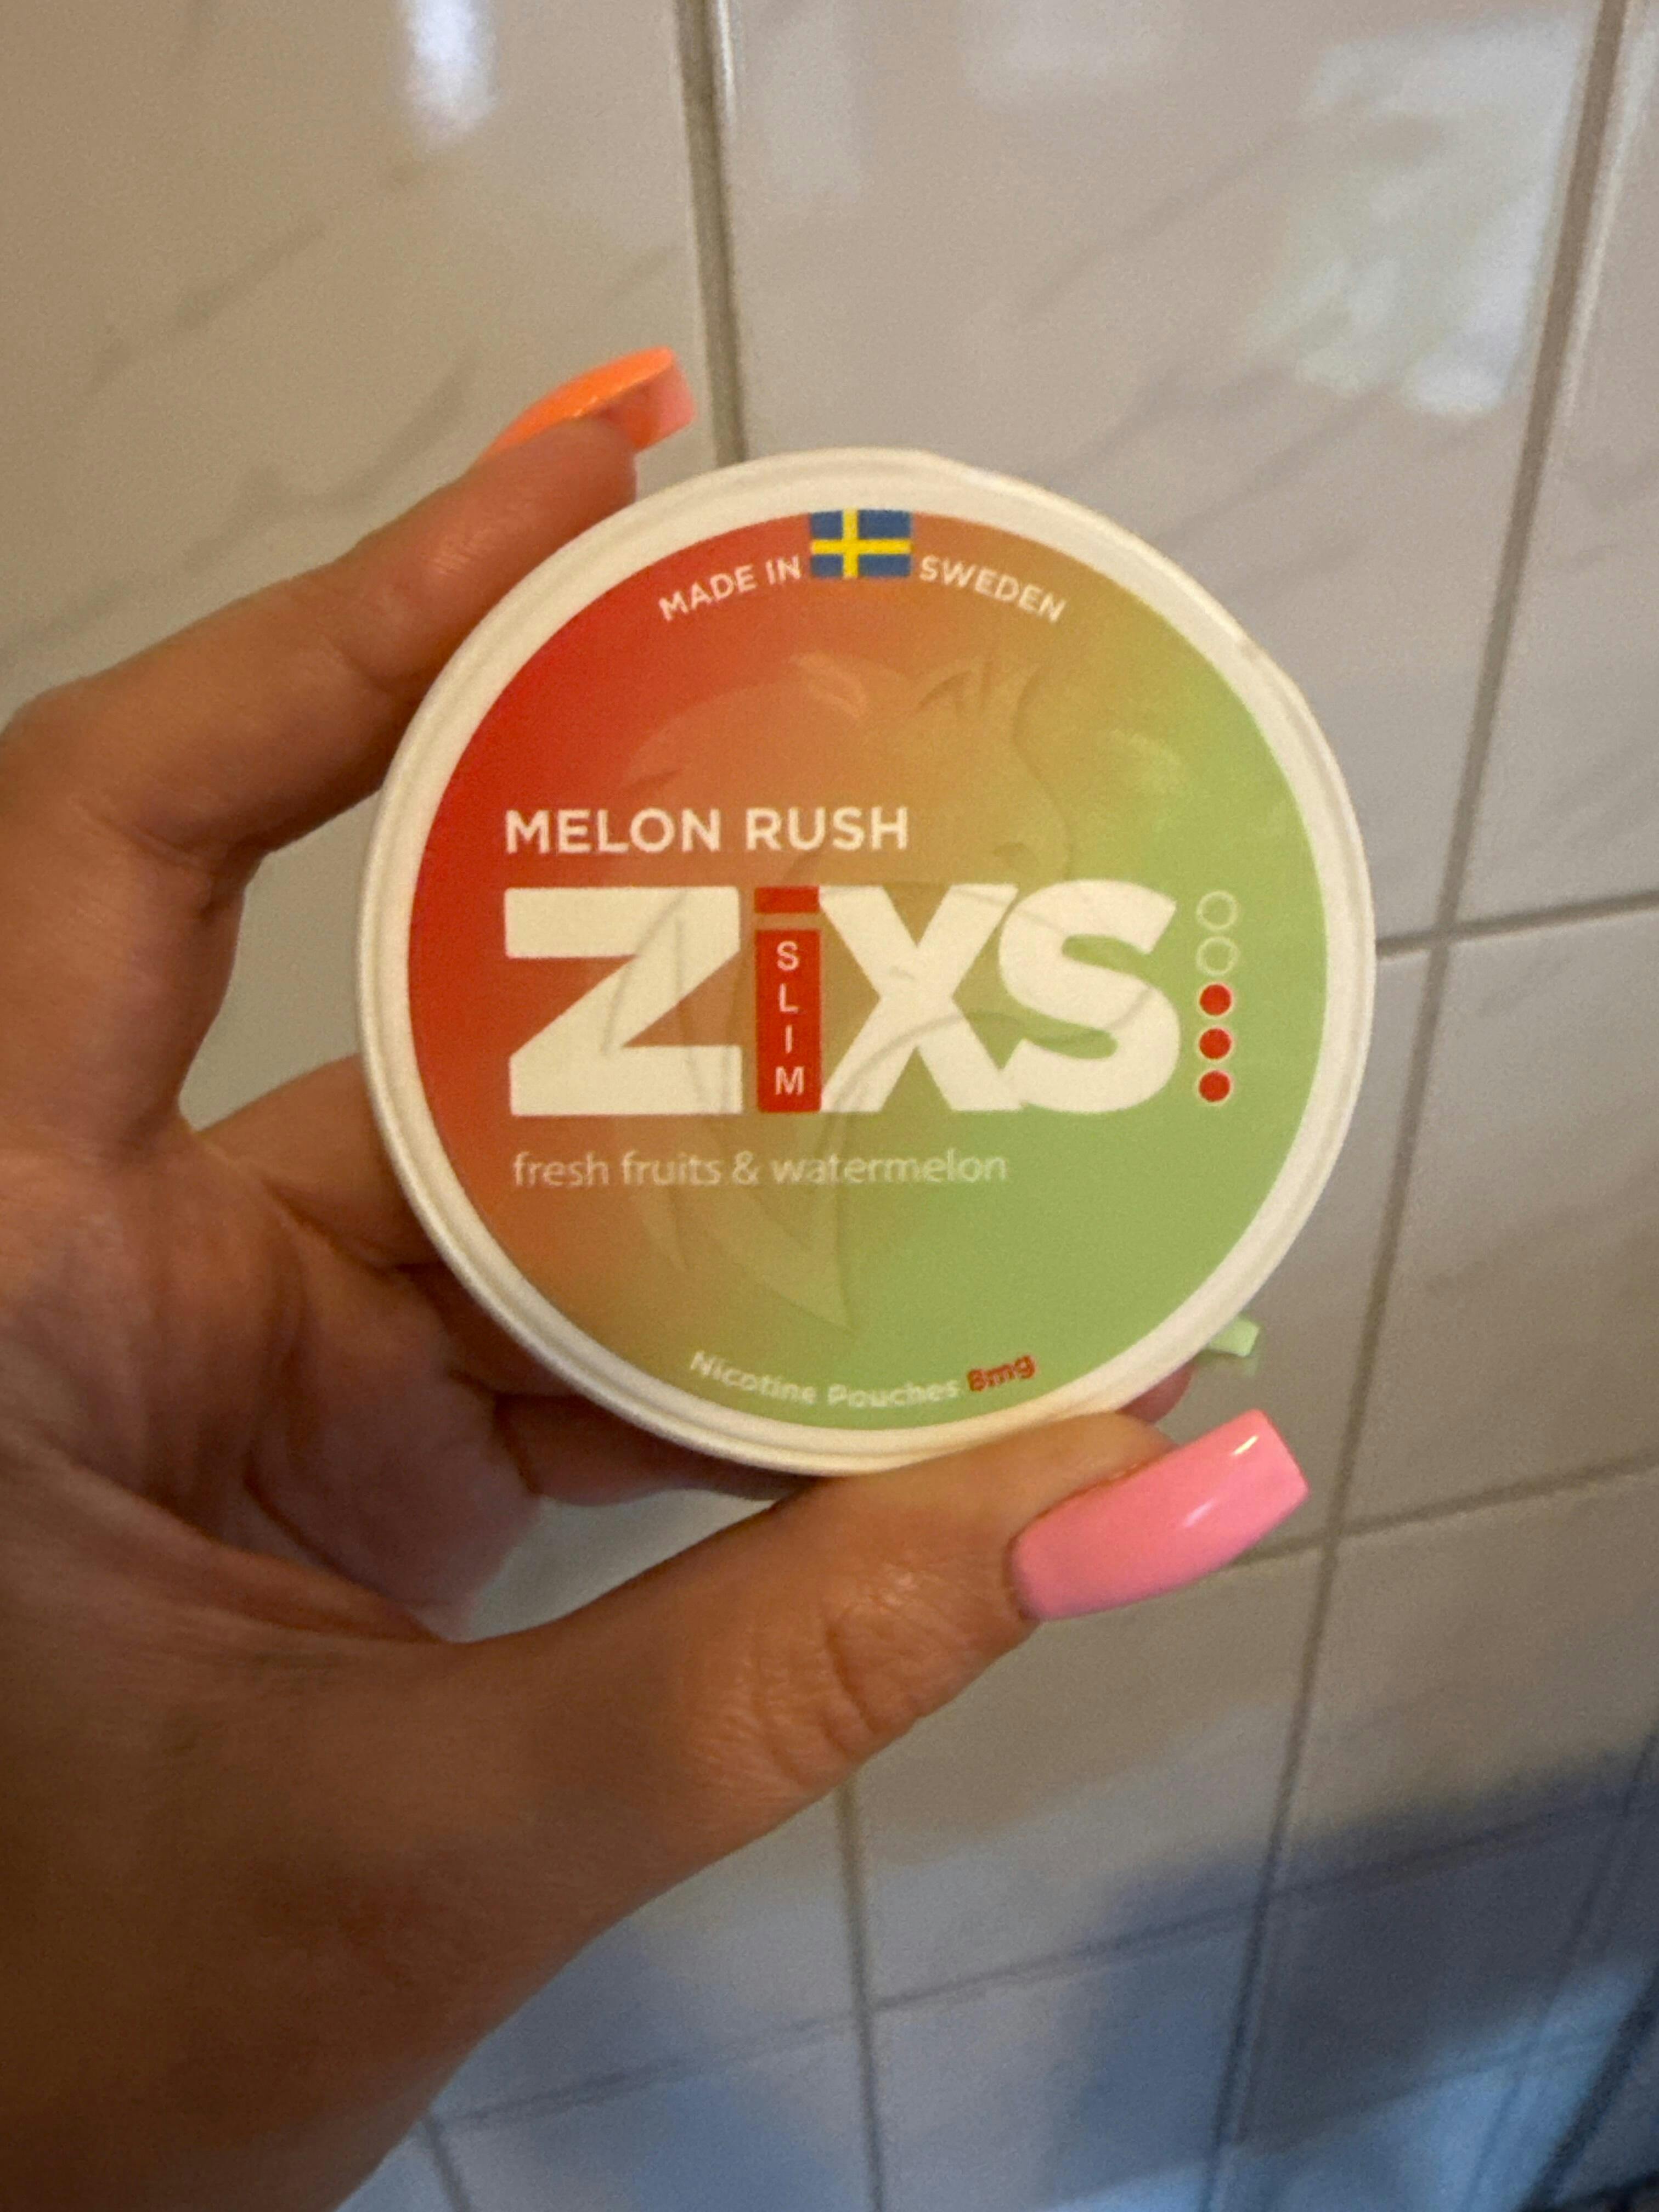 MADE IN SWEDEN
MELON RUSH
ZiXS
SLIM
fresh fruits & watermelon
Nicotine Pouches 8mg